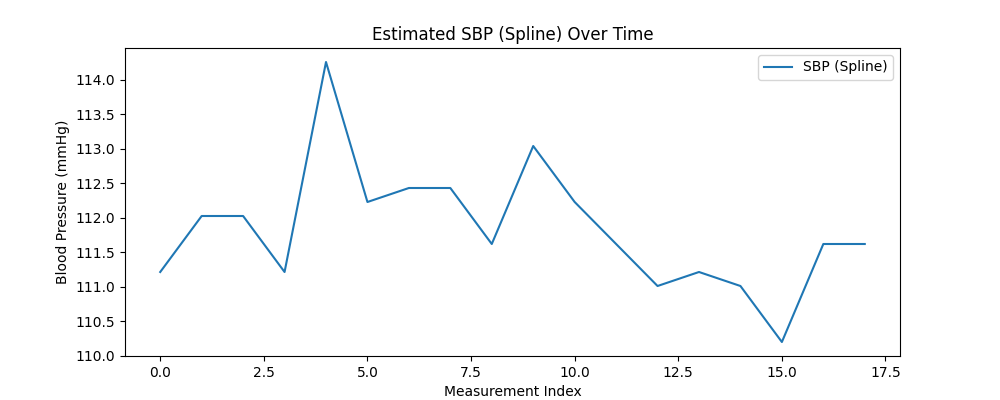 Estimated SBP (Spline) Over Time
SBP (Spline)
Blood Pressure (mmHg)
114.0
113.5
113.0
112.5
112.0
111.5
111.0
110.5
110.0
0.0 2.5 5.0 7.5 10.0 12.5 15.0 17.5
Measurement Index